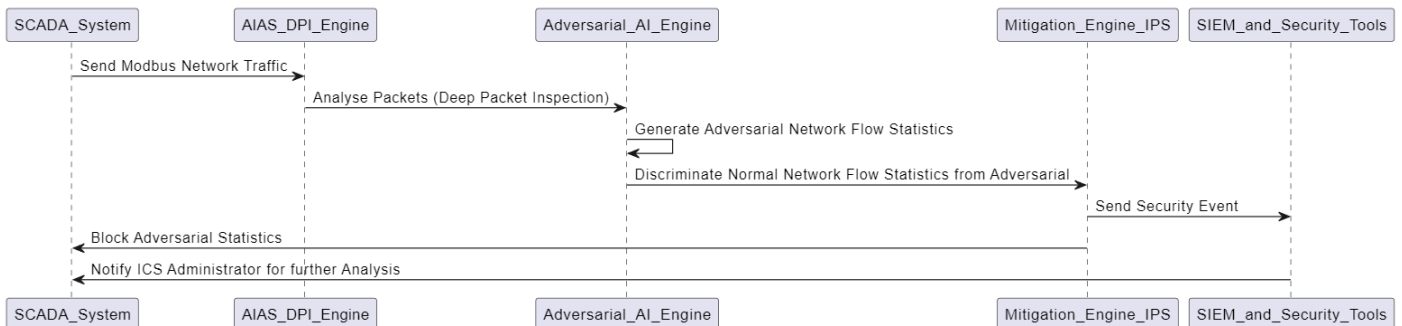 SCADA_System AIAS_DPI_Engine Adversarial_AI_Engine Mitigation_Engine_IPS SIEM_and_Security_Tools
Send Modbus Network Traffic
Analyse Packets (Deep Packet Inspection)
Generate Adversarial Network Flow Statistics
Discriminate Normal Network Flow Statistics from Adversarial
Send Security Event
Block Adversarial Statistics
Notify ICS Administrator for further Analysis
SCADA_System AIAS_DPI_Engine Adversarial_AI_Engine Mitigation_Engine_IPS SIEM_and_Security_Tools